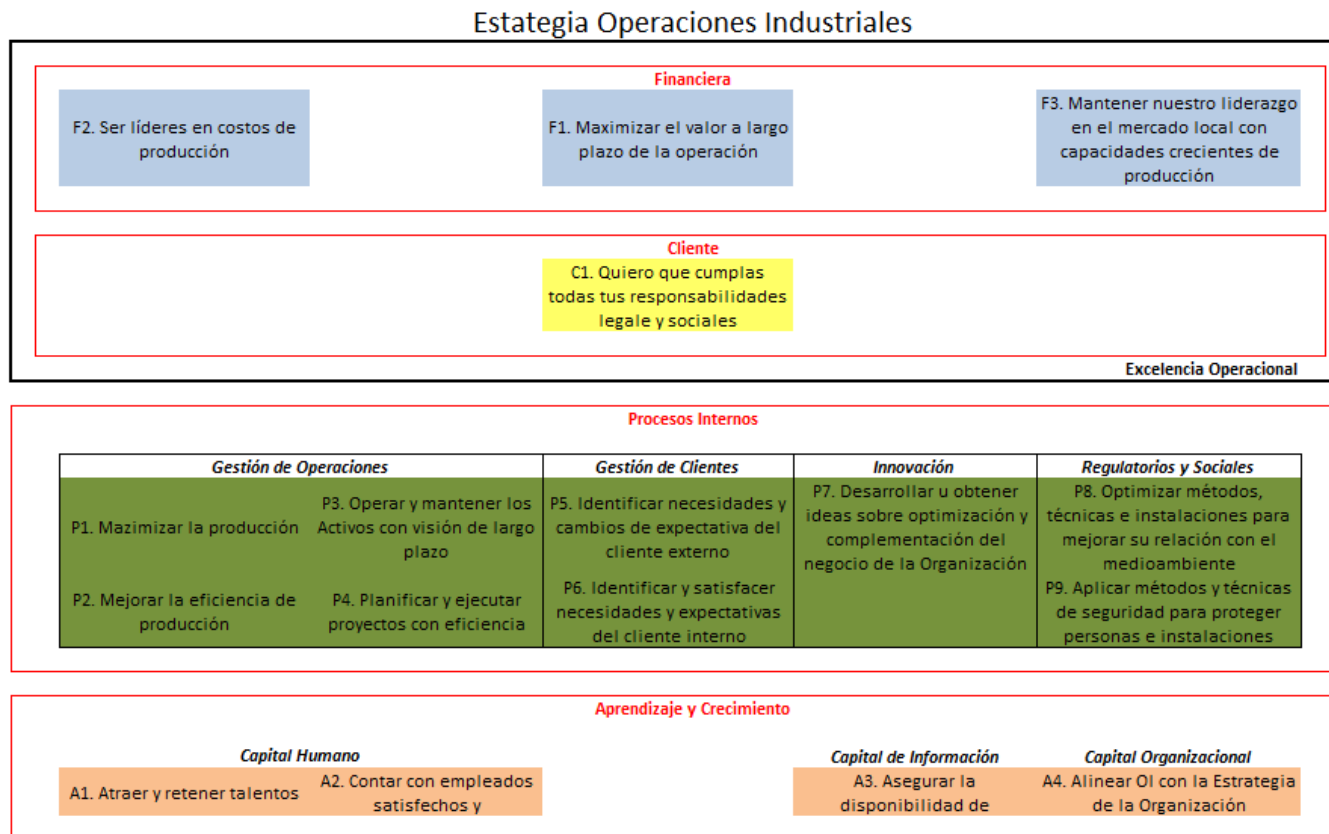 Estategia Operaciones Industriales
Financiera
F2. Ser líderes en costos de
producción
F1. Maximizar el valor a largo
plazo de la operación
F3. Mantener nuestro liderazgo
en el mercado local con
capacidades crecientes de
producción
Cliente
C1. Quiero que cumplas
todas tus responsabilidades
legale y sociales
Excelencia Operacional
Procesos Internos
Gestión de Operaciones
Gestión de Clientes
Innovación
Regulatorios y Sociales
P1. Mazimizar la producción
P3. Operar y mantener los
Activos con visión de largo
plazo
P5. Identificar necesidades y
cambios de expectativa del
cliente externo
P7. Desarrollar u obtener
ideas sobre optimización y
complementación del
negocio de la Organización
P8. Optimizar métodos,
técnicas e instalaciones para
mejorar su relación con el
medioambiente
P2. Mejorar la eficiencia de
producción
P4. Planificar y ejecutar
proyectos con eficiencia
P6. Identificar y satisfacer
necesidades y expectativas
del cliente interno
P9. Aplicar métodos y técnicas
de seguridad para proteger
personas e instalaciones
Aprendizaje y Crecimiento
Capital Humano
Capital de Información
Capital Organizacional
A1. Atraer y retener talentos
A2. Contar con empleados
satisfechos y
A3. Asegurar la
disponibilidad de
A4. Alinear OI con la Estrategia
de la Organización